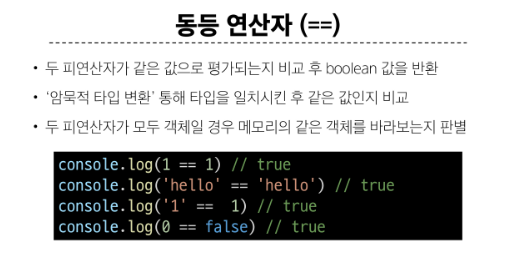 동등 연산자 (==)
• 두 피연산자가 같은 값으로 평가되는지 비교 후 boolean 값을 반환
• ‘암묵적 타입 변환’ 통해 타입을 일치시킨 후 같은 값인지 비교
• 두 피연산자가 모두 객체일 경우 메모리의 같은 객체를 바라보는지 판별
console.log(1 == 1) // true
console.log('hello' == 'hello') // true
console.log('1' ==  1) // true
console.log(0 == false) // true